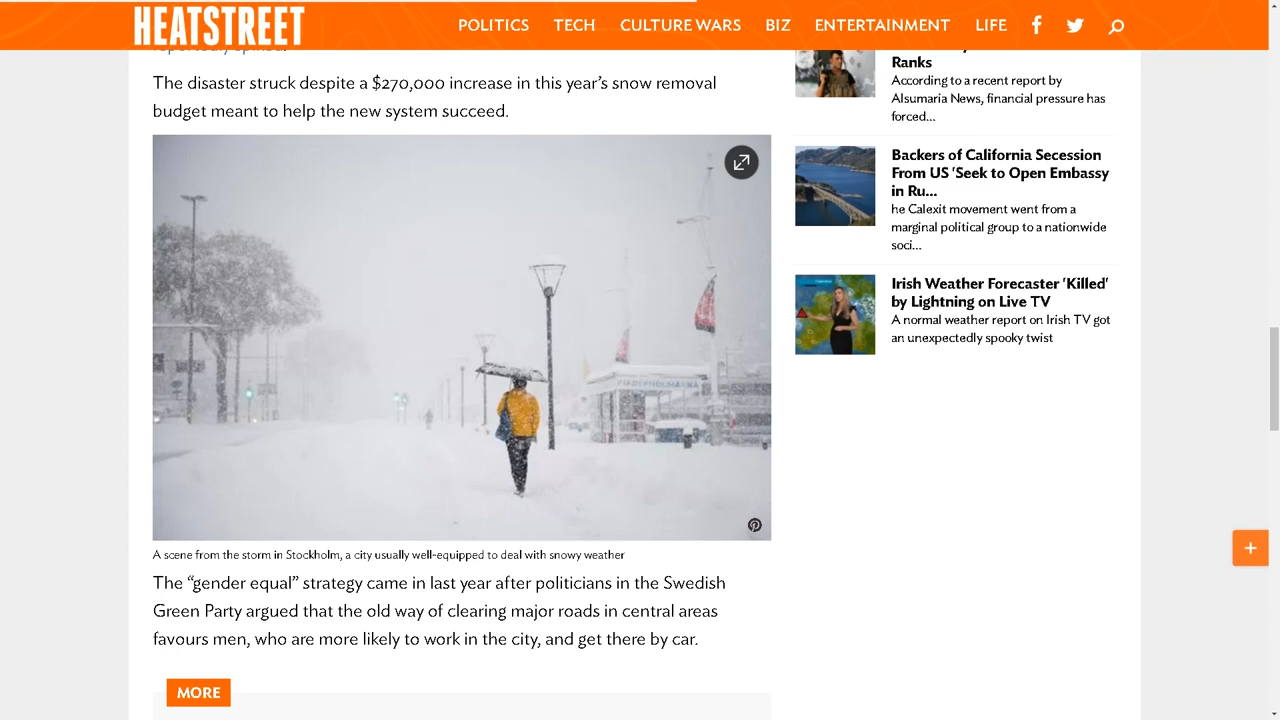 HEATSTREET
POLITICS TECH CULTURE WARS BIZ ENTERTAINMENT LIFE
The disaster struck despite a $270,000 increase in this year's snow removal
budget meant to help the new system succeed.
A scene from the storm in Stockholm, a city usually well-equipped to deal with snowy weather
The “gender equal” strategy came in last year after politicians in the Swedish
Green Party argued that the old way of clearing major roads in central areas
favours men, who are more likely to work in the city, and get there by car.
MORE
Ranks
According to a recent report by
Alsumaria News, financial pressure has
forced...
Backers of California Secession
From US 'Seek to Open Embassy
in Ru...
he Calexit movement went from a
marginal political group to a nationwide
soci...
Irish Weather Forecaster 'Killed'
by Lightning on Live TV
A normal weather report on Irish TV got
an unexpectedly spooky twist